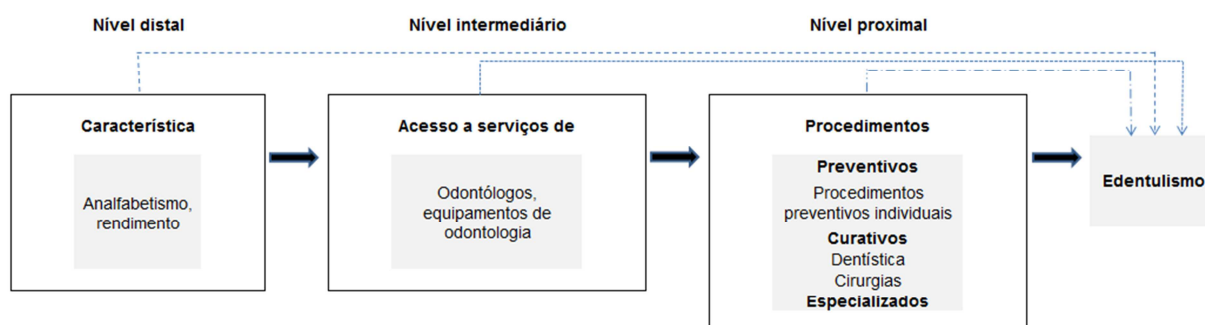 Nível distal
Nível intermediário
Nível proximal
Característica
Analfabetismo,
rendimento
Acesso a serviços de
Odontólogos,
equipamentos de
odontologia
Procedimentos
Preventivos
Procedimentos
preventivos individuais
Curativos
Dentística
Cirurgias
Especializados
Edentulismo